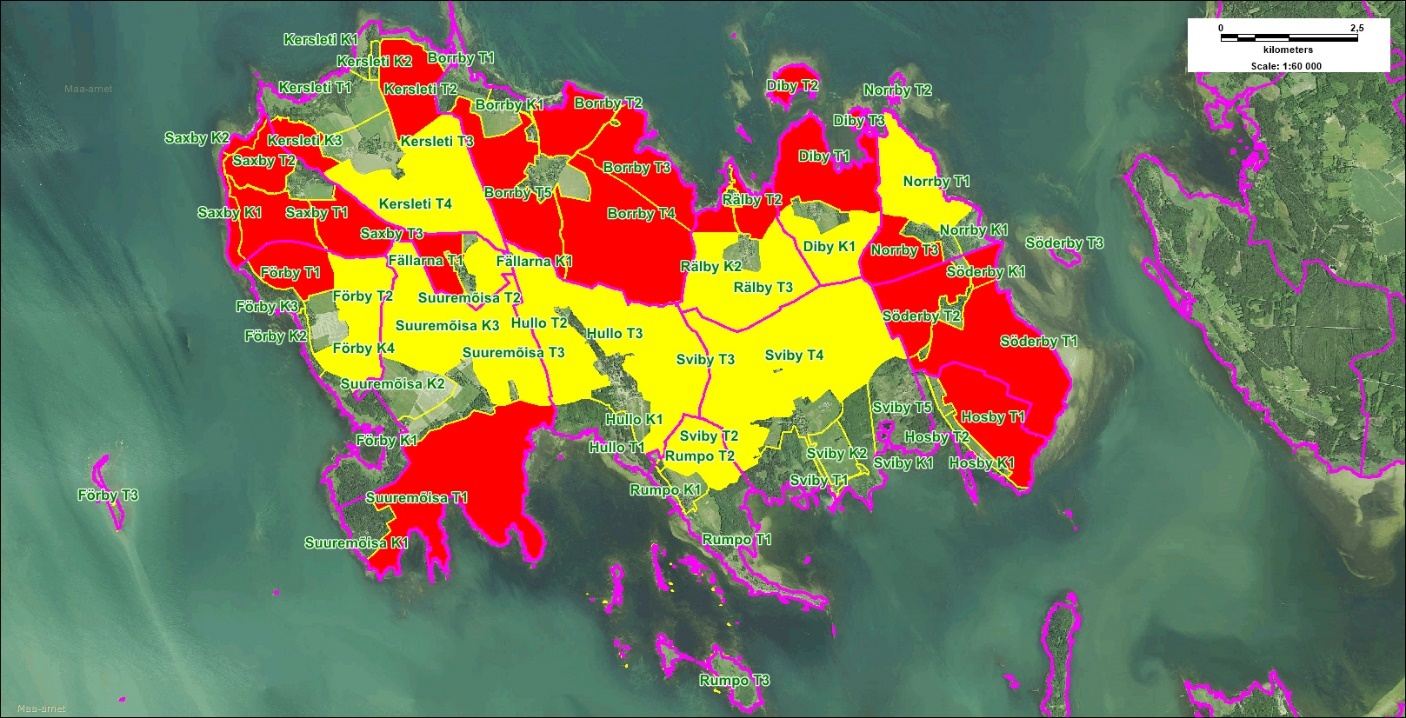 0 2,5
kilometers
Scale: 1:60 000
Kersleti K1
Kersleti K2
Borrby T1
Kersleti T1
Kersleti T2
Maa-amet
Diby T2
Norrby T2
Borrby K1
Borrby T2
Diby T3
Saxby K2
Kersleti K3
Kersleti T3
Saxby T2
Diby T1
Borrby T3
Norrby T1
Borrby T5
Rälby T2
Kersleti T4
Saxby K1
Saxby T1
Borrby T4
Saxby T3
Norrby K1
Diby K1
Norrby T3
Söderby T3
Fällarna T1
Fällarna K1
Rälby K2
Förby T1
Söderby K1
Rälby T3
Förby T2
Suuremõisa T2
Förby K3
Söderby T2
Suuremõisa K3
Hullo T2
Hullo T3
Förby K2
Söderby T1
Förby K4
Suuremõisa T3
Sviby T3
Sviby T4
Suuremõisa K2
Sviby T5
Hosby T1
Hullo K1
Förby K1
Sviby T2
Hosby T2
Hullo T1
Rumpo T2
Sviby K2
Sviby K1
Hosby K1
Sviby T1
Rumpo K1
Förby T3
Suuremõisa T1
Suuremõisa K1
Rumpo T1
Rumpo T3
Maa-amet